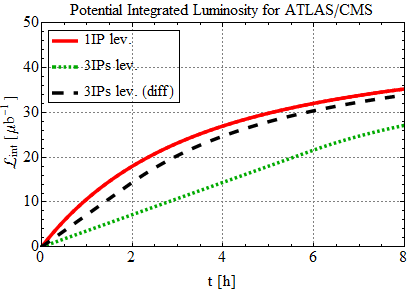 Potential Integrated Luminosity for ATLAS/CMS
1IP lev.
3IPs lev.
3IPs lev. (diff)
ℒint [μb⁻¹]
50
40
30
20
10
0
0 2 4 6 8
t [h]